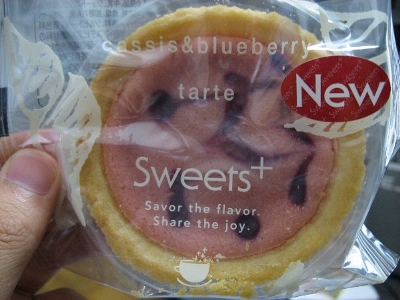 cassis&blueberry
tarte
New
Sweets+
Savor the flavor.
Share the joy.